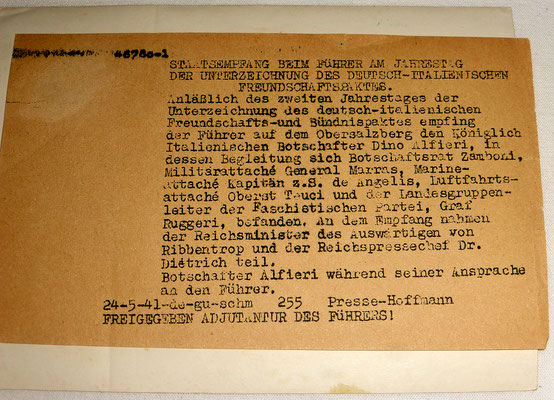 4678c-1
STAATSEMPFANG BEIM FÜHRER AM JAHRESTAG
DER UNTERZEICHNUNG DES DEUTSCH-ITALIENISCHEN
FREUNDSCHAFTSPAKTES.
Anläßlich des zweiten Jahrestages der
Unterzeichnung des deutsch-italienischen
Freundschafts-und Bündnispaktes empfing
der Führer auf dem Obersalzberg den Königlich
Italienischen Botschafter Dino Alfieri, in
dessen Begleitung sich Botschaftsrat Zamboni,
Militärattaché General Marras, Marine-
attaché Kapitän z.S. de Angelis, Luftfahrts-
attaché Oberst Teuci und der Landesgruppen-
leiter der Faschistischen Partei, Graf
Ruggeri, befanden. An dem Empfang nahmen
der Reichsminister des Auswärtigen von
Ribbentrop und der Reichspressechef Dr.
Dietrich teil.
Botschafter Alfieri während seiner Ansprache
an den Führer.
24-5-41-de-gu-schm 255 Presse-Hoffmann
FREIGEGEBEN ADJUTANTUR DES FÜHRERS!